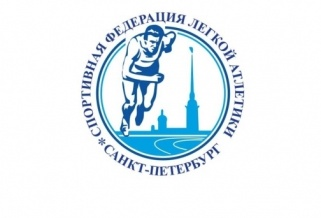 СПОРТИВНАЯ ФЕДЕРАЦИЯ ЛЕГКОЙ АТЛЕТИКИ
*САНКТ-ПЕТЕРБУРГ